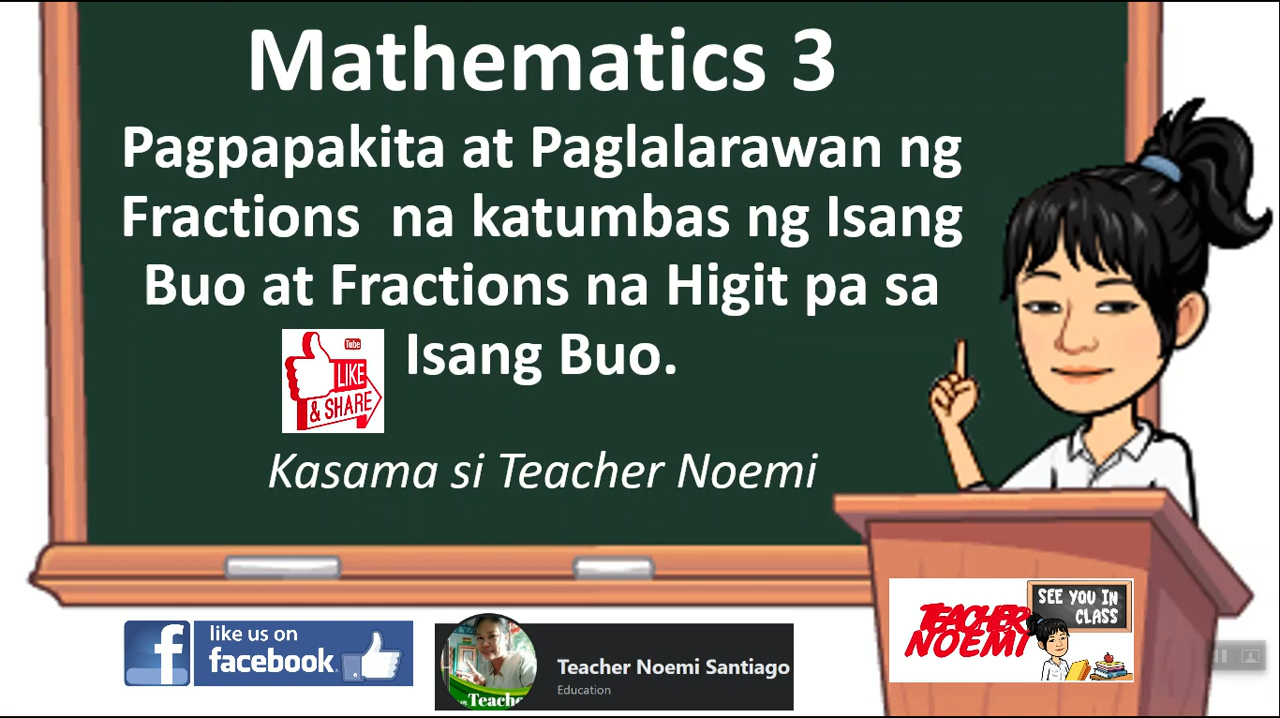 Mathematics 3
Pagpapakita at Paglalarawan ng
Fractions na katumbas ng Isang
Buo at Fractions na Higit pa sa
Isang Buo.
Tube
LIKE
& SHARE
Kasama si Teacher Noemi
like us on
facebook
Teacher Noemi Santiago
Education
TEACHER
NOEMI
SEE YOU IN
CLASS